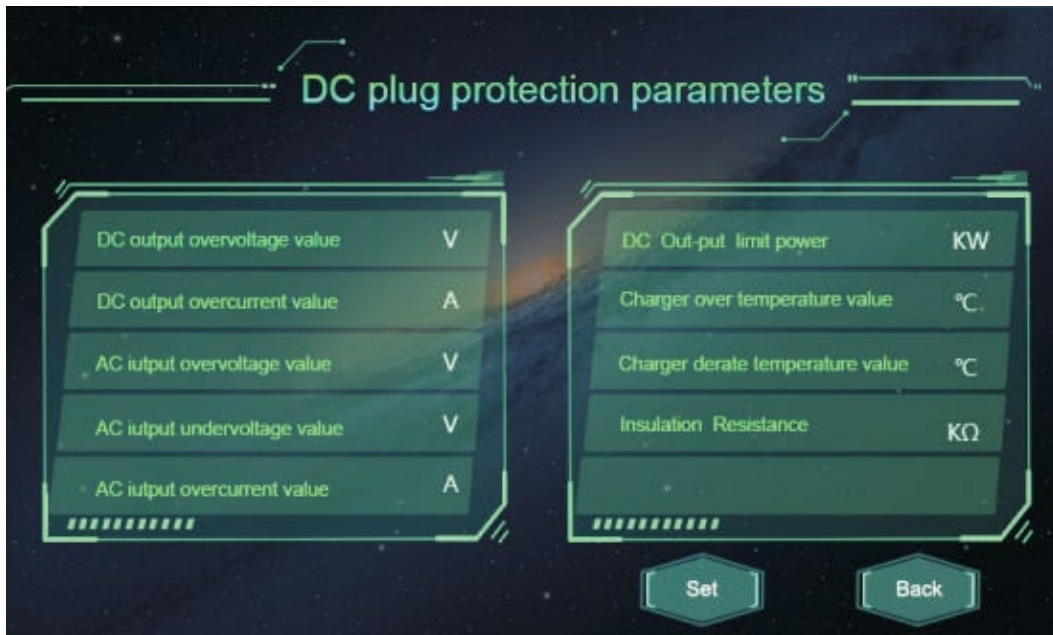 DC plug protection parameters
DC output overvoltage value V
DC output overcurrent value A
AC iutput overvoltage value V
AC iutput undervoltage value V
AC iutput overcurrent value A
DC Out-put limit power KW
Charger over temperature value ℃
Charger derate temperature value ℃
Insulation Resistance KΩ
Set
Back